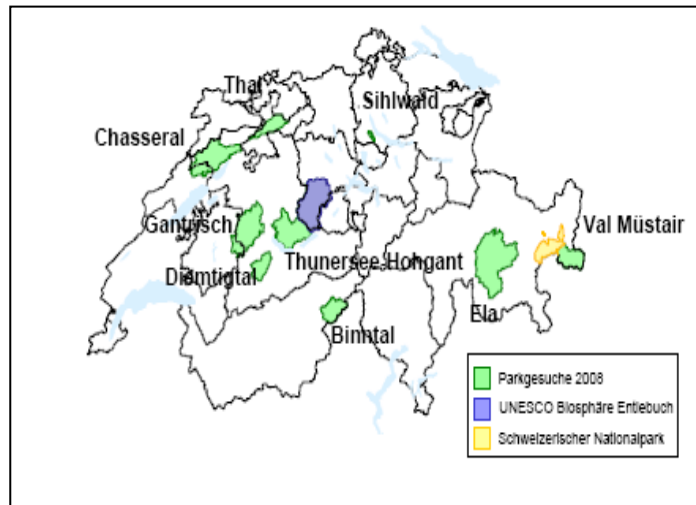 Thal
Sihlwald
Chasseral
Gantrisch
Val Müstair
Diemtigtal
Thunersee-Hohgant
Ela
Binntal
Parkgesuche 2008
UNESCO Biosphäre Entlebuch
Schweizerischer Nationalpark